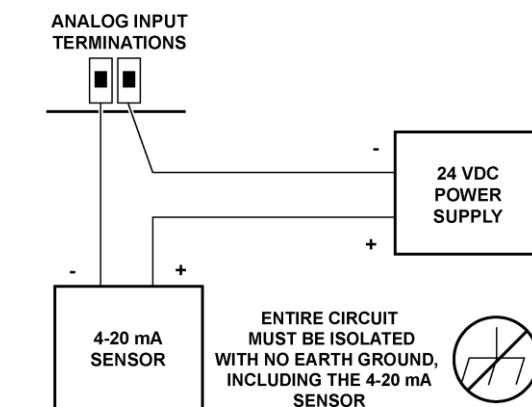 ANALOG INPUT
TERMINATIONS
-
24 VDC
POWER
SUPPLY
+
-
+
4-20 mA
SENSOR
ENTIRE CIRCUIT
MUST BE ISOLATED
WITH NO EARTH GROUND,
INCLUDING THE 4-20 mA
SENSOR